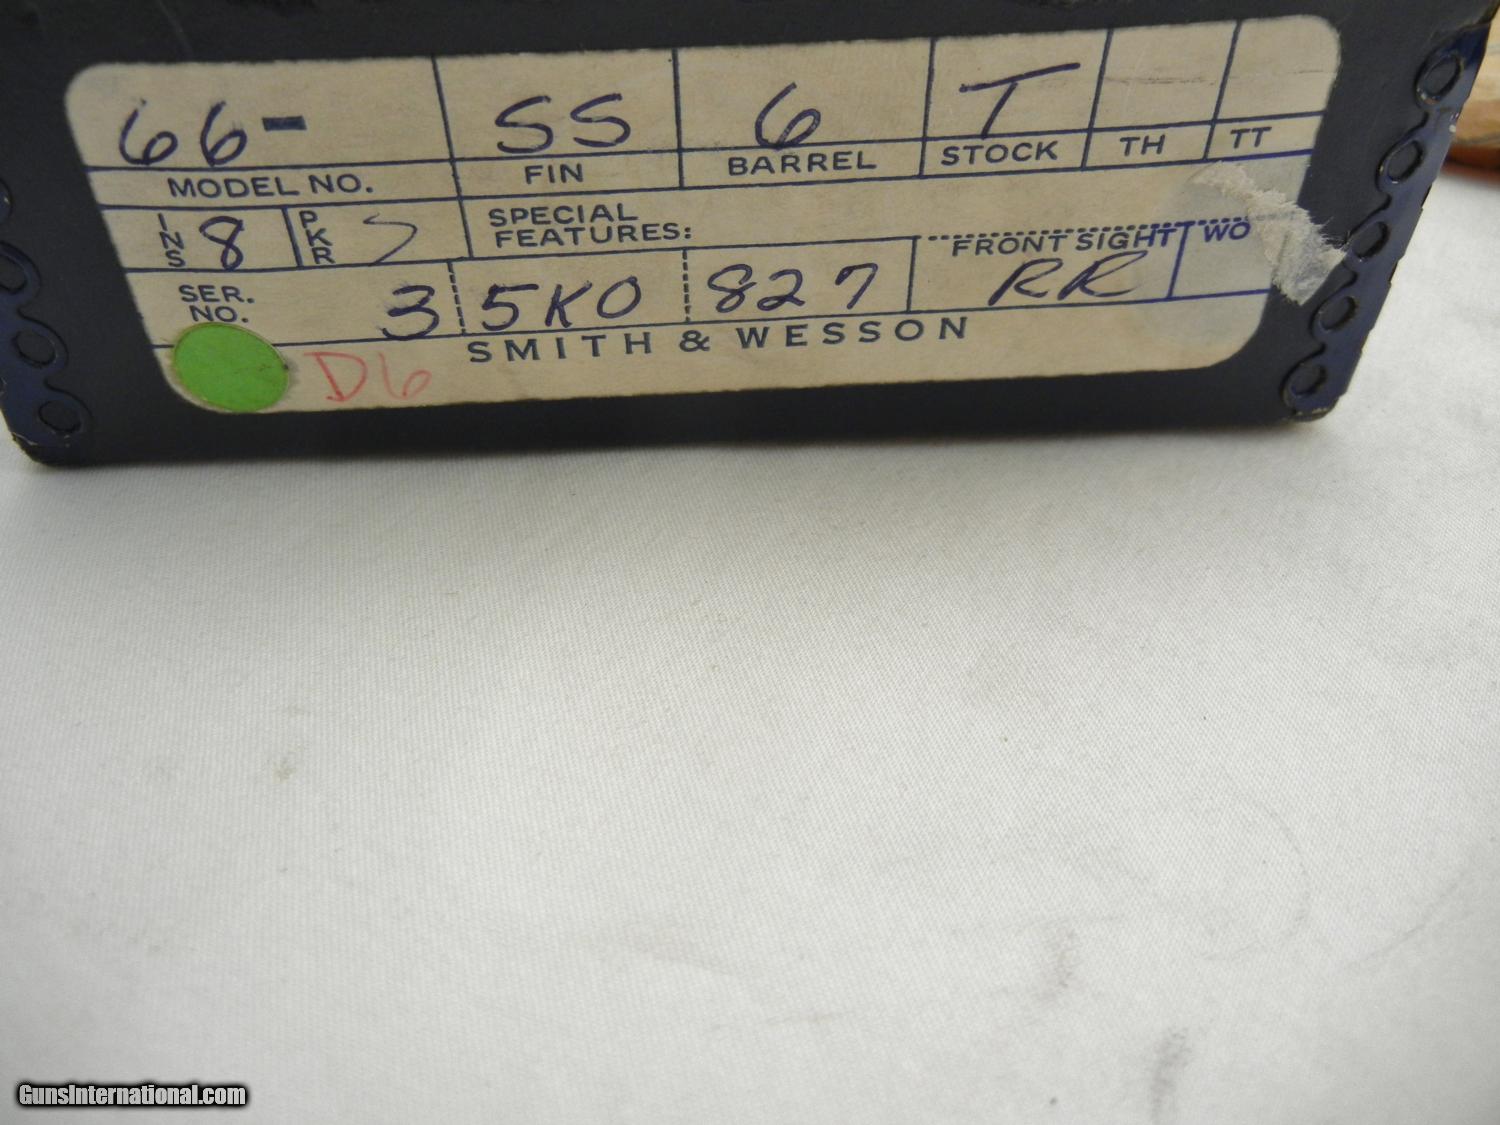 66- SS 6 T
MODEL NO. FIN BARREL STOCK TH TT
INS 8 PKR SPECIAL
FEATURES:
SER.
NO. 3 5KO 827 FRONT SIGHT RR WO
SMITH & WESSON
D6
GunsInternational.com